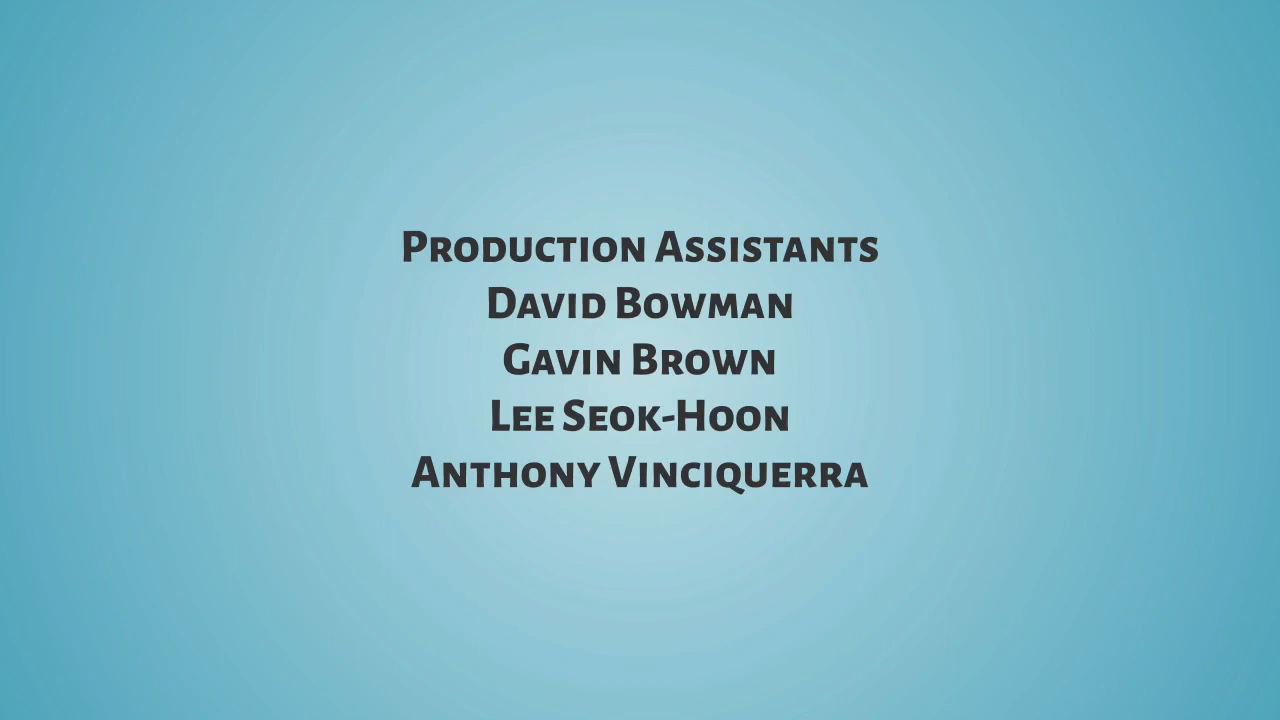 Production Assistants
David Bowman
Gavin Brown
Lee Seok-Hoon
Anthony Vinciquerra